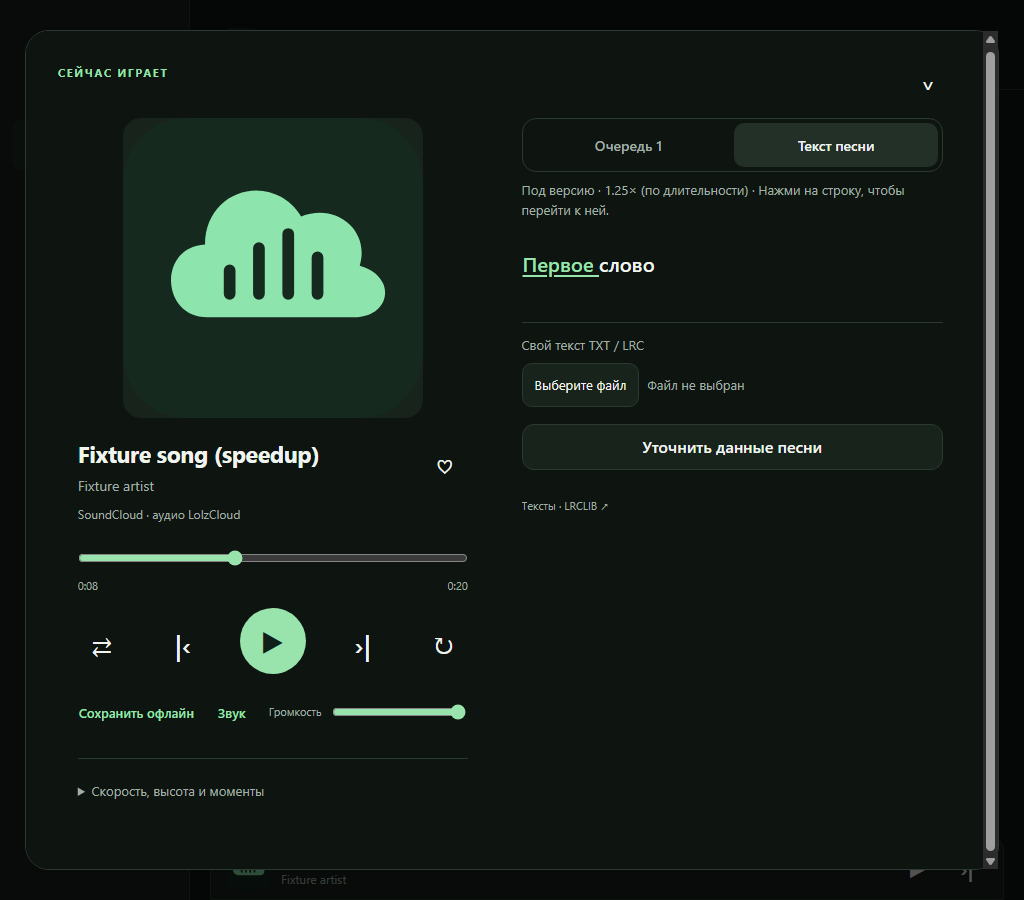 СЕЙЧАС ИГРАЕТ
Очередь 1
Текст песни
Под версию · 1.25× (по длительности) · Нажми на строку, чтобы
перейти к ней.
Первое слово
Свой текст TXT / LRC
Выберите файл
Файл не выбран
Уточнить данные песни
Тексты · LRCLIB ↗
Fixture song (speedup)
Fixture artist
SoundCloud · аудио LolzCloud
0:08
0:20
Сохранить офлайн
Звук
Громкость
Скорость, высота и моменты
Fixture artist